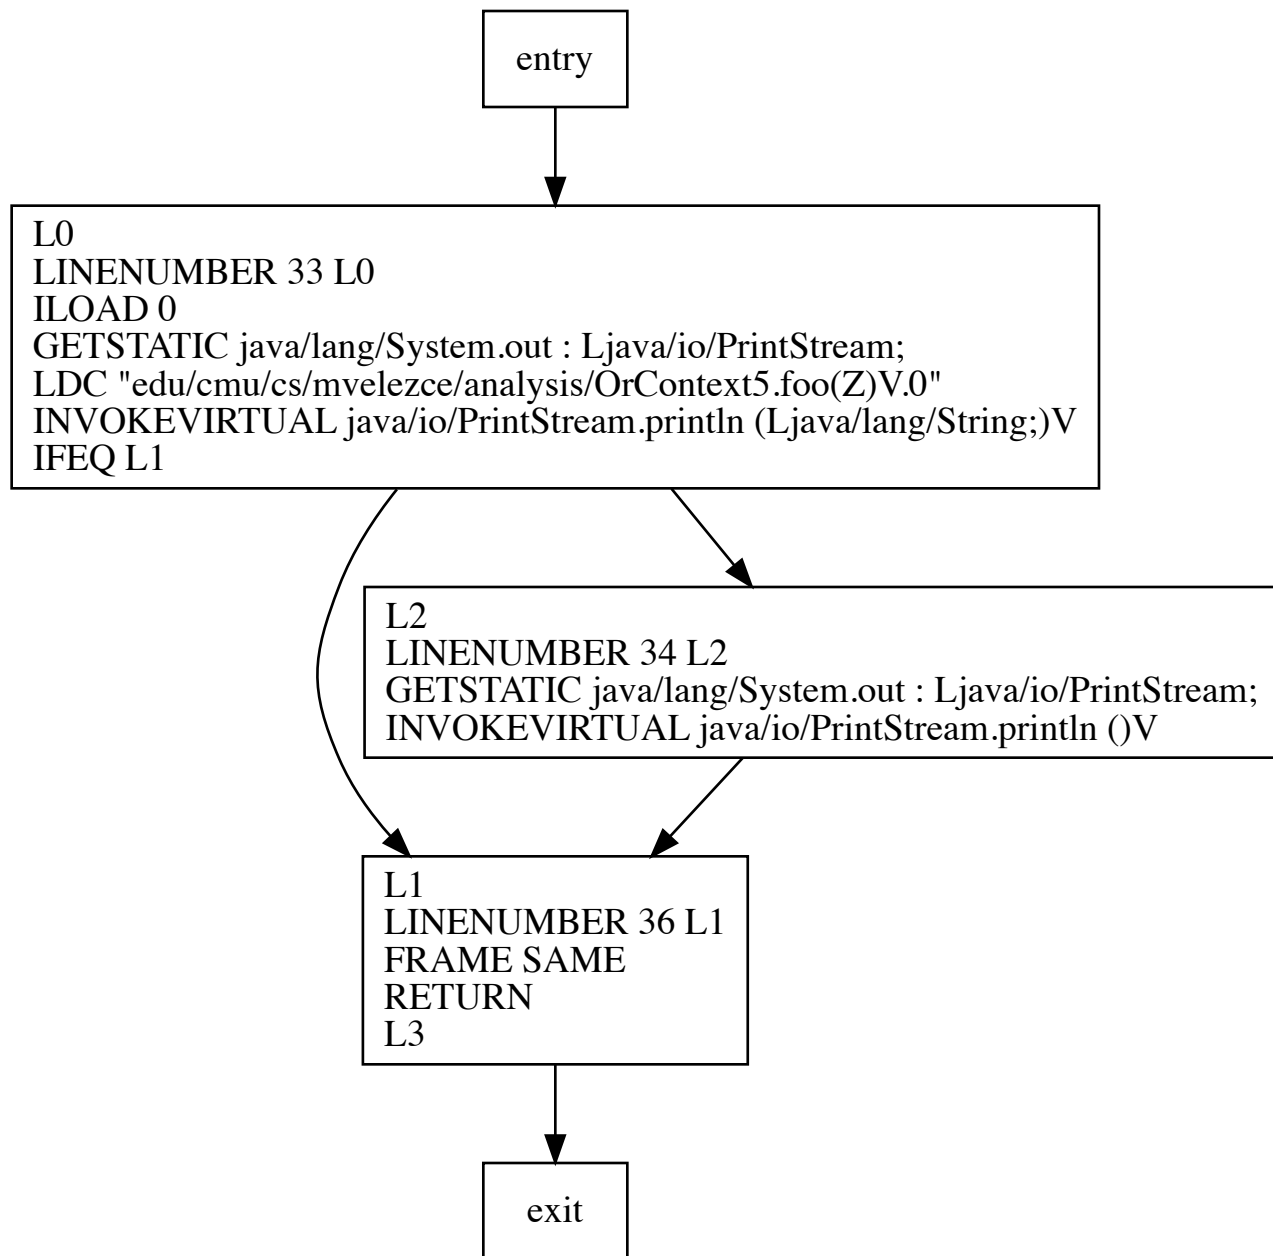 entry
L0
LINENUMBER 33 L0
ILOAD 0
GETSTATIC java/lang/System.out : Ljava/io/PrintStream;
LDC "edu/cmu/cs/mvelezce/analysis/OrContext5.foo(Z)V.0"
INVOKEVIRTUAL java/io/PrintStream.println (Ljava/lang/String;)V
IFEQ L1
L2
LINENUMBER 34 L2
GETSTATIC java/lang/System.out : Ljava/io/PrintStream;
INVOKEVIRTUAL java/io/PrintStream.println ()V
L1
LINENUMBER 36 L1
FRAME SAME
RETURN
L3
exit